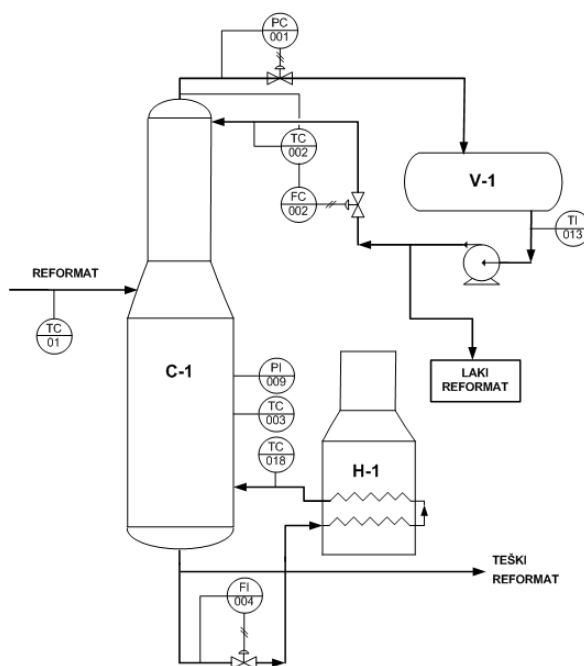 PC
001
TC
002
FC
002
V-1
TI
013
REFORMAT
TC
01
C-1
PI
009
TC
003
TC
018
H-1
LAKI
REFORMAT
TEŠKI
REFORMAT
FI
004